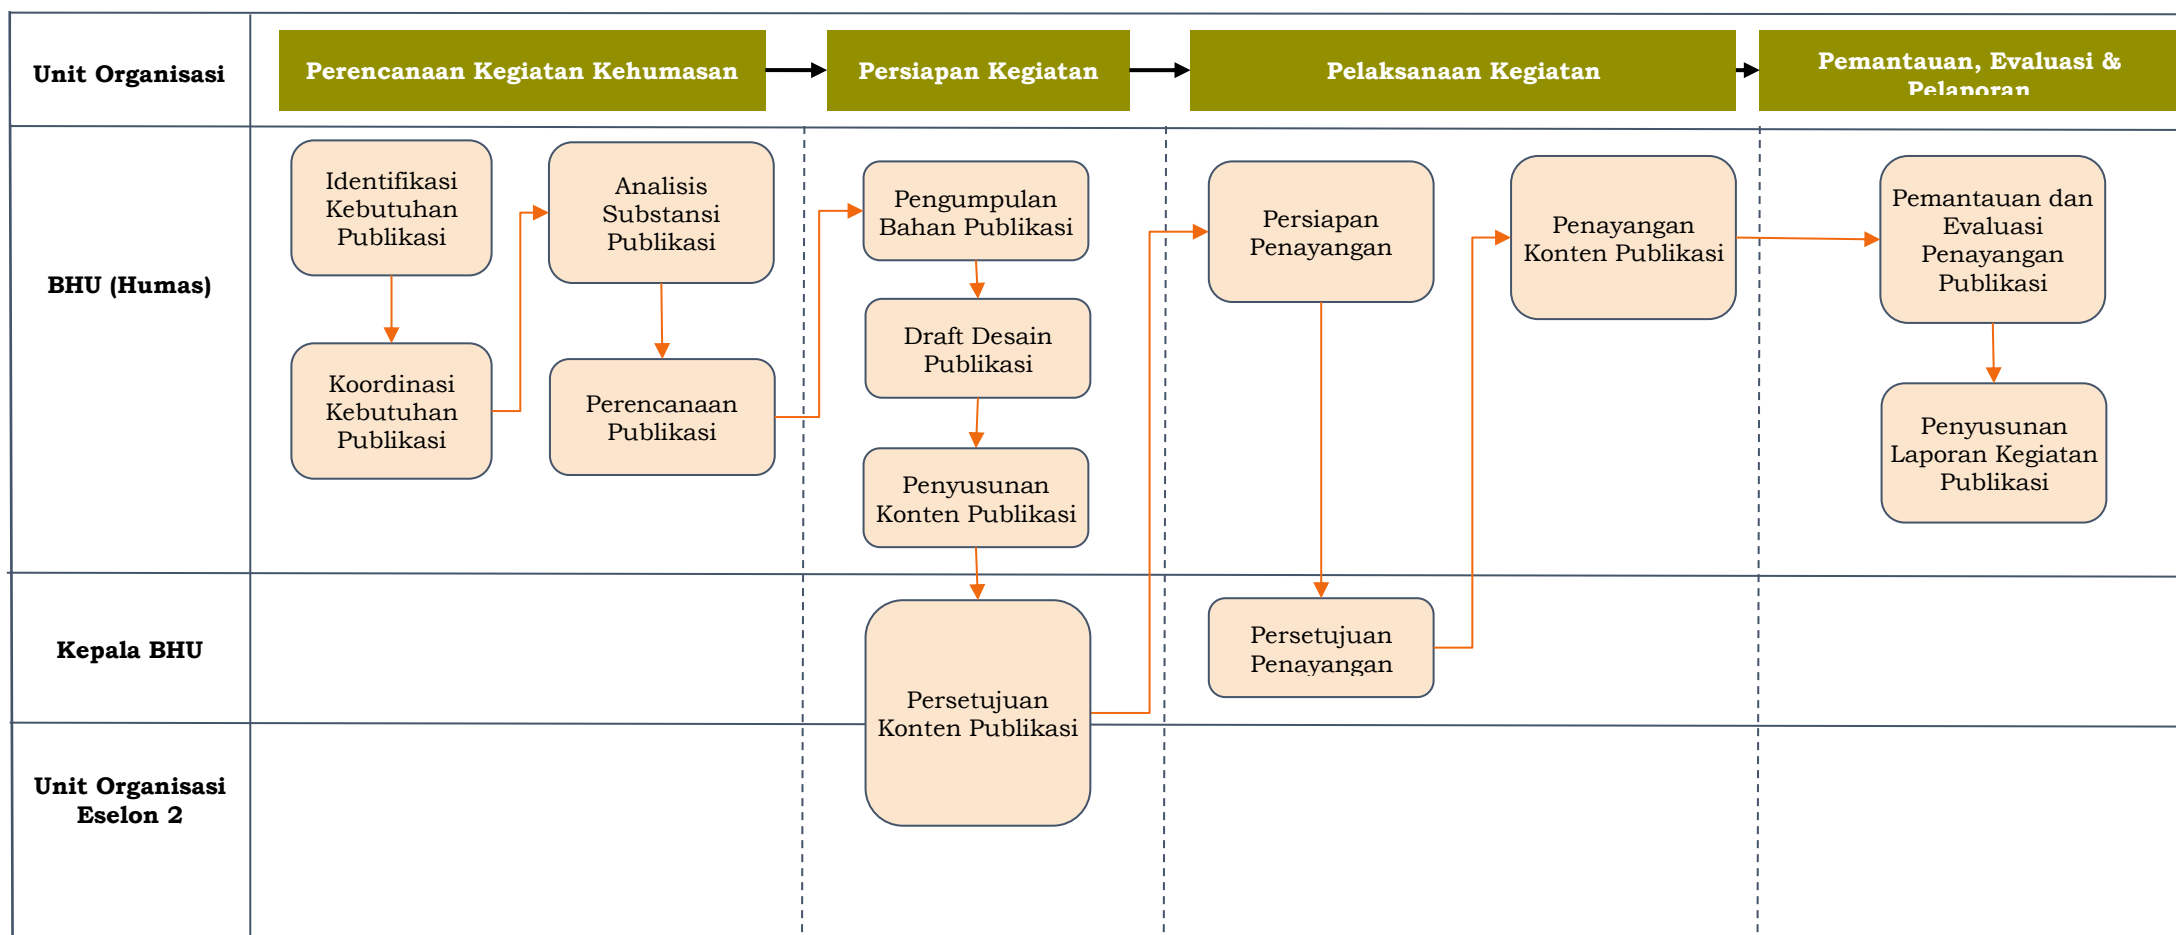 Unit Organisasi
Perencanaan Kegiatan Kehumasan
Persiapan Kegiatan
Pelaksanaan Kegiatan
Pemantauan, Evaluasi &
Pelaporan
BHU (Humas)
Identifikasi
Kebutuhan
Publikasi
Koordinasi
Kebutuhan
Publikasi
Analisis
Substansi
Publikasi
Perencanaan
Publikasi
Pengumpulan
Bahan Publikasi
Draft Desain
Publikasi
Penyusunan
Konten Publikasi
Persiapan
Penayangan
Penayangan
Konten Publikasi
Pemantauan dan
Evaluasi
Penayangan
Publikasi
Penyusunan
Laporan Kegiatan
Publikasi
Kepala BHU
Persetujuan
Konten Publikasi
Persetujuan
Penayangan
Unit Organisasi
Eselon 2